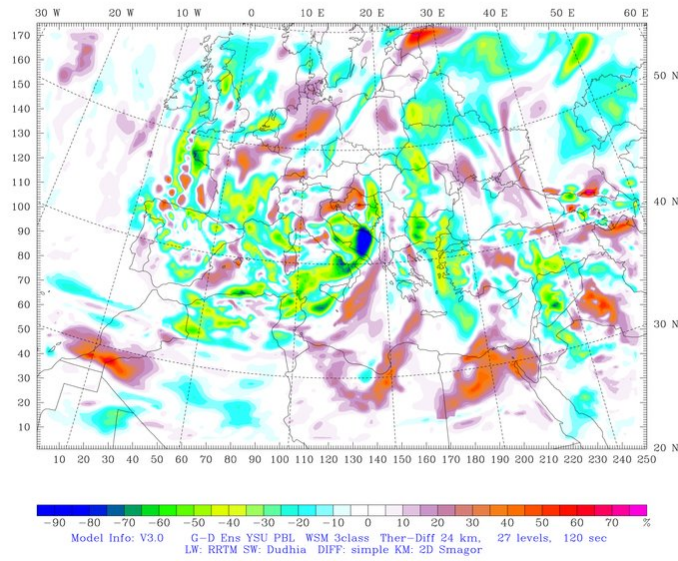 30 W 20 W 10 W 0 10 E 20 E 30 E 40 E 50 E 60 E
170
160
150
50 N
140
130
120
110
40 N
100
90
80
70
60
30 N
50
40
30
20
10
20 N
10 20 30 40 50 60 70 80 90 100 110 120 130 140 150 160 170 180 190 200 210 220 230 240 250
-90 -80 -70 -60 -50 -40 -30 -20 -10 0 10 20 30 40 50 60 70 %
Model Info: V3.0 G-D Ens YSU PBL WSM 3class Ther-Diff 24 km, 27 levels, 120 sec
LW: RRTM SW: Dudhia DIFF: simple KM: 2D Smagor